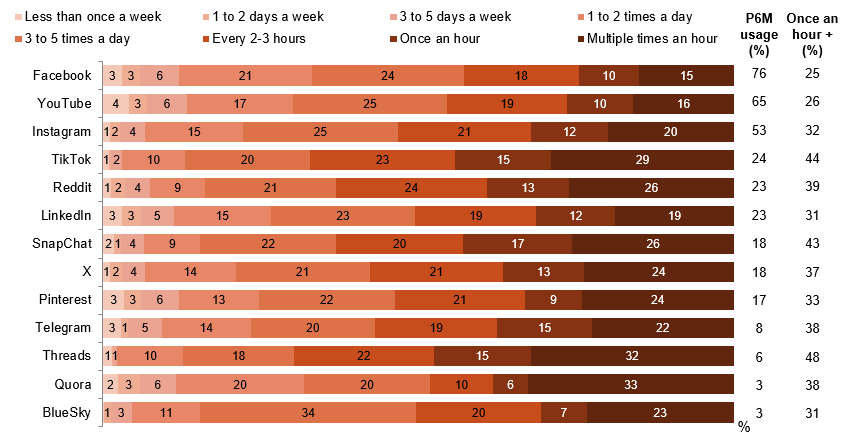 Less than once a week 1 to 2 days a week 3 to 5 days a week 1 to 2 times a day P6M usage (%) Once an hour + (%)
3 to 5 times a day Every 2-3 hours Once an hour Multiple times an hour
Facebook 3 3 6 21 24 18 10 15 76 25
YouTube 4 3 6 17 25 19 10 16 65 26
Instagram 1 2 4 15 25 21 12 20 53 32
TikTok 1 2 10 20 23 15 29 24 44
Reddit 1 2 4 9 21 24 13 26 23 39
LinkedIn 3 3 5 15 23 19 12 19 23 31
SnapChat 2 1 4 9 22 20 17 26 18 43
X 1 2 4 14 21 21 13 24 18 37
Pinterest 3 3 6 13 22 21 9 24 17 33
Telegram 3 1 5 14 20 19 15 22 8 38
Threads 1 1 10 18 22 15 32 6 48
Quora 2 3 6 20 20 10 6 33 3 38
BlueSky 1 3 11 34 20 7 23 3 31
%